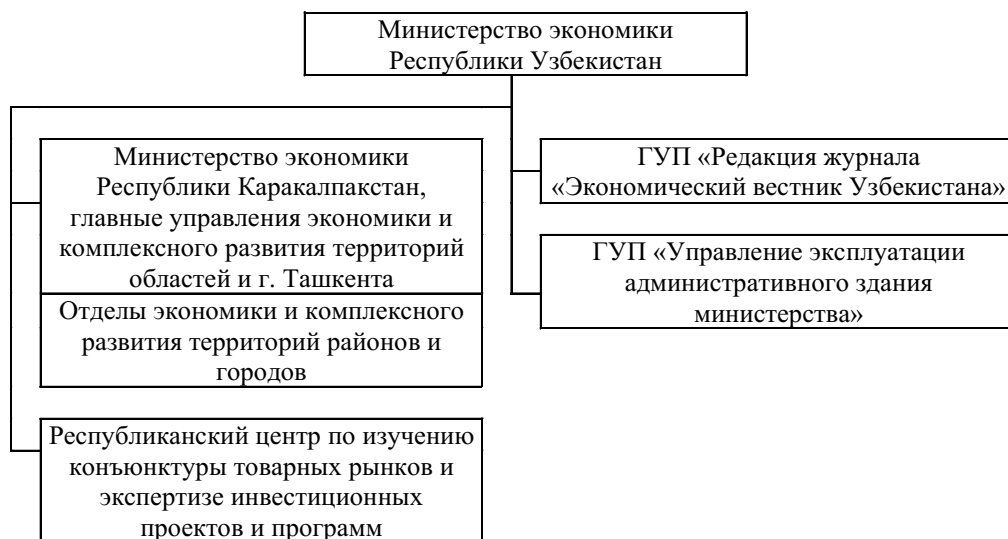 Министерство экономики
Республики Узбекистан
Министерство экономики
Республики Каракалпакстан,
главные управления экономики и
комплексного развития территорий
областей и г. Ташкента
Отделы экономики и комплексного
развития территорий районов и
городов
Республиканский центр по изучению
конъюнктуры товарных рынков и
экспертизе инвестиционных
проектов и программ
ГУП «Редакция журнала
«Экономический вестник Узбекистана»
ГУП «Управление эксплуатации
административного здания
министерства»